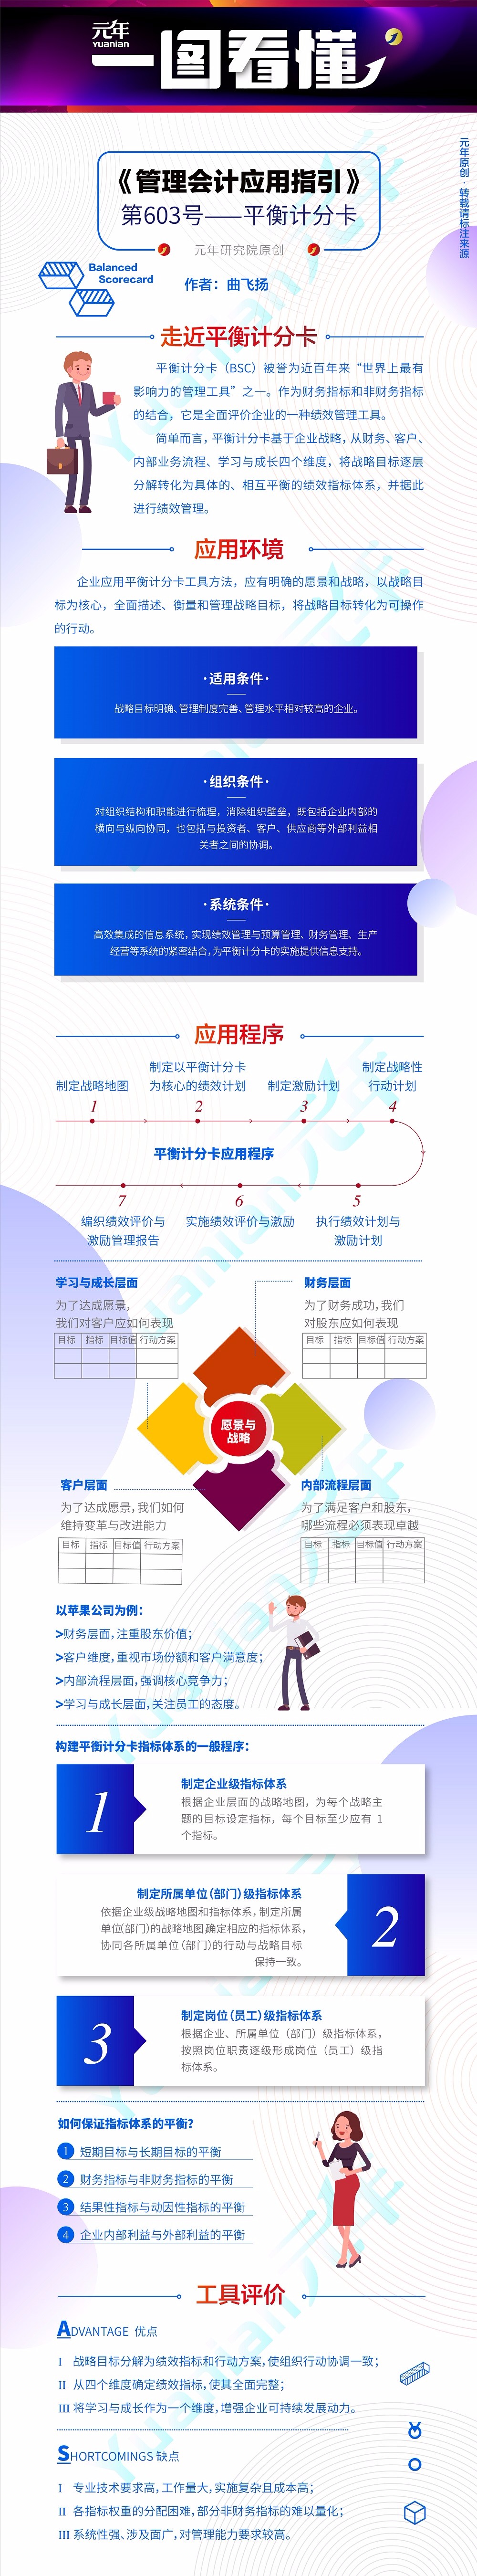 元年
yuanian
一图看懂
元年原创·转载请标注来源
《管理会计应用指引》
第603号——平衡计分卡
元年研究院原创
Balanced
Scorecard
作者：曲飞扬
走近平衡计分卡
平衡计分卡（BSC）被誉为近百年来“世界上最有
影响力的管理工具”之一。作为财务指标和非财务指标
的结合，它是全面评价企业的一种绩效管理工具。
简单而言，平衡计分卡基于企业战略，从财务、客户、
内部业务流程、学习与成长四个维度，将战略目标逐层
分解转化为具体的、相互平衡的绩效指标体系，并据此
进行绩效管理。
应用环境
企业应用平衡计分卡工具方法，应有明确的愿景和战略，以战略目
标为核心，全面描述、衡量和管理战略目标，将战略目标转化为可操作
的行动。
·适用条件·
战略目标明确、管理制度完善、管理水平相对较高的企业。
·组织条件·
对组织结构和职能进行梳理，消除组织壁垒，既包括企业内部的
横向与纵向协同，也包括与投资者、客户、供应商等外部利益相
关者之间的协调。
·系统条件·
高效集成的信息系统，实现绩效管理与预算管理、财务管理、生产
经营等系统的紧密结合，为平衡计分卡的实施提供信息支持。
应用程序
制定战略地图
制定以平衡计分卡
为核心的绩效计划
制定激励计划
制定战略性
行动计划
1 2 3 4
平衡计分卡应用程序
7 6 5
编织绩效评价与
激励管理报告
实施绩效评价与激励
执行绩效计划与
激励计划
学习与成长层面
为了达成愿景，
我们对客户应如何表现
目标 指标 目标值 行动方案
财务层面
为了财务成功，我们
对股东应如何表现
目标 指标 目标值 行动方案
愿景与
战略
客户层面
为了达成愿景，我们如何
维持变革与改进能力
目标 指标 目标值 行动方案
内部流程层面
为了满足客户和股东，
哪些流程必须表现卓越
目标 指标 目标值 行动方案
以苹果公司为例：
>财务层面，注重股东价值；
>客户维度，重视市场份额和客户满意度；
>内部流程层面，强调核心竞争力；
>学习与成长层面，关注员工的态度。
构建平衡计分卡指标体系的一般程序：
1
制定企业级指标体系
根据企业层面的战略地图，为每个战略主
题的目标设定指标，每个目标至少应有 1
个指标。
2
制定所属单位（部门）级指标体系
依据企业级战略地图和指标体系，制定所属
单位（部门）的战略地图，确定相应的指标体系，
协同各所属单位（部门）的行动与战略目标
保持一致。
3
制定岗位（员工）级指标体系
根据企业、所属单位（部门）级指标体系，
按照岗位职责逐级形成岗位（员工）级指
标体系。
如何保证指标体系的平衡？
1 短期目标与长期目标的平衡
2 财务指标与非财务指标的平衡
3 结果性指标与动因性指标的平衡
4 企业内部利益与外部利益的平衡
工具评价
ADVANTAGE 优点
I 战略目标分解为绩效指标和行动方案，使组织行动协调一致；
II 从四个维度确定绩效指标，使其全面完整；
III 将学习与成长作为一个维度，增强企业可持续发展动力。
SHORTCOMINGS 缺点
I 专业技术要求高，工作量大，实施复杂且成本高；
II 各指标权重的分配困难，部分非财务指标的难以量化；
III 系统性强、涉及面广，对管理能力要求较高。